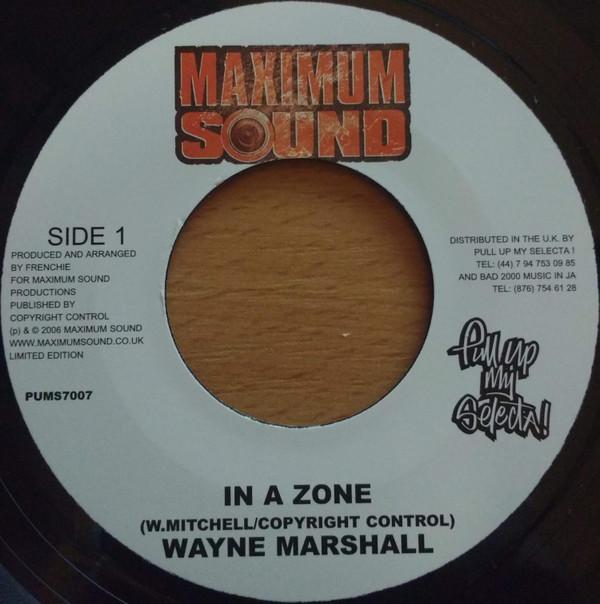 MAXIMUM
SOUND
SIDE 1
PRODUCED AND ARRANGED
BY FRENCHIE
FOR MAXIMUM SOUND
PRODUCTIONS
PUBLISHED BY
COPYRIGHT CONTROL
(p) & © 2006 MAXIMUM SOUND
WWW.MAXIMUMSOUND.CO.UK
LIMITED EDITION
PUMS7007
DISTRIBUTED IN THE U.K. BY
PULL UP MY SELECTA !
TEL: (44) 7 94 753 09 85
AND BAD 2000 MUSIC IN JA
TEL: (876) 754 61 28
Pull up
my
Selecta!
IN A ZONE
(W.MITCHELL/COPYRIGHT CONTROL)
WAYNE MARSHALL